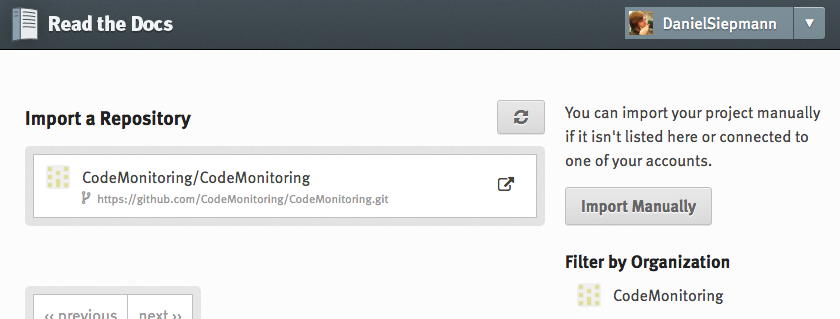 Read the Docs
DanielSiepmann
Import a Repository
CodeMonitoring/CodeMonitoring
https://github.com/CodeMonitoring/CodeMonitoring.git
You can import your project manually
if it isn't listed here or connected to
one of your accounts.
Import Manually
Filter by Organization
CodeMonitoring
‹‹ previous
next ››